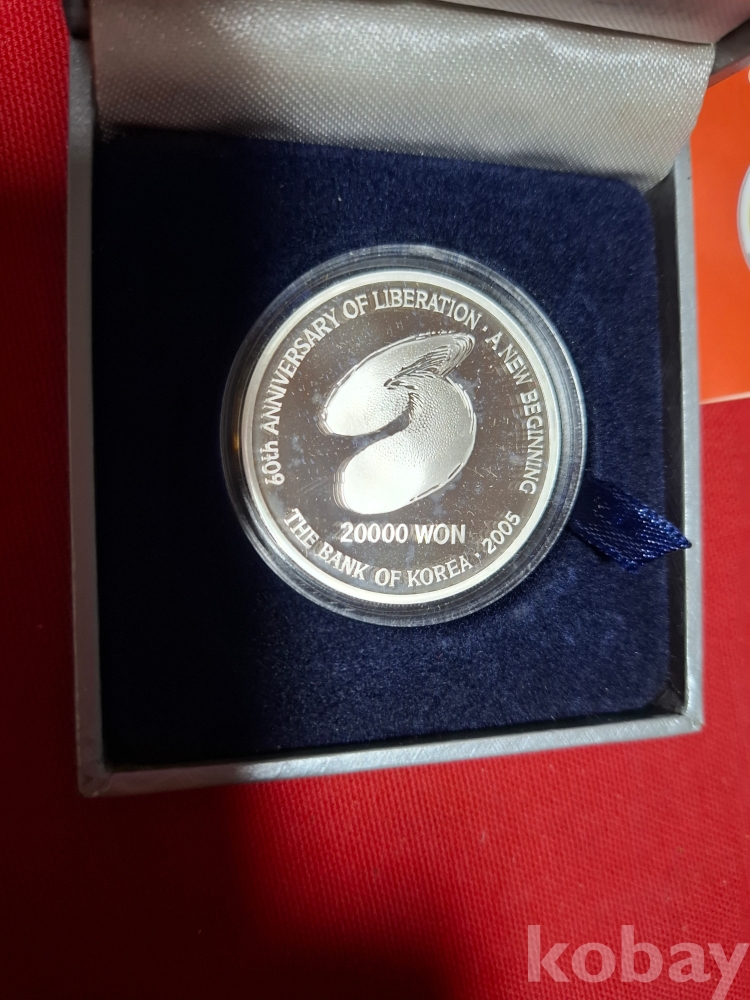 60th ANNIVERSARY OF LIBERATION · A NEW BEGINNING
20000 WON
THE BANK OF KOREA · 2005
kobay